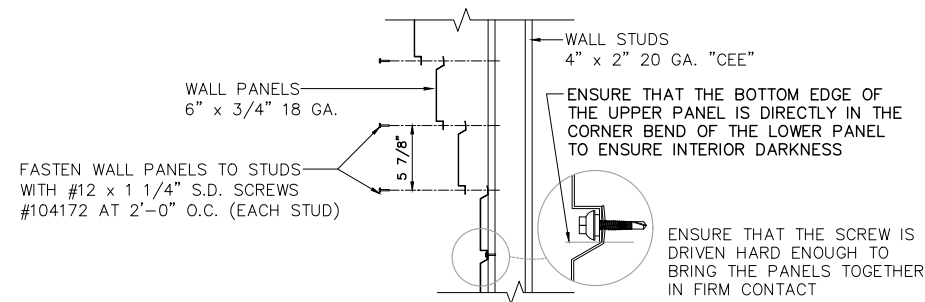 WALL STUDS
4" x 2" 20 GA. "CEE"
WALL PANELS
6" x 3/4" 18 GA.
ENSURE THAT THE BOTTOM EDGE OF
THE UPPER PANEL IS DIRECTLY IN THE
CORNER BEND OF THE LOWER PANEL
TO ENSURE INTERIOR DARKNESS
5 7/8"
FASTEN WALL PANELS TO STUDS
WITH #12 x 1 1/4" S.D. SCREWS
#104172 AT 2'-0" O.C. (EACH STUD)
ENSURE THAT THE SCREW IS
DRIVEN HARD ENOUGH TO
BRING THE PANELS TOGETHER
IN FIRM CONTACT